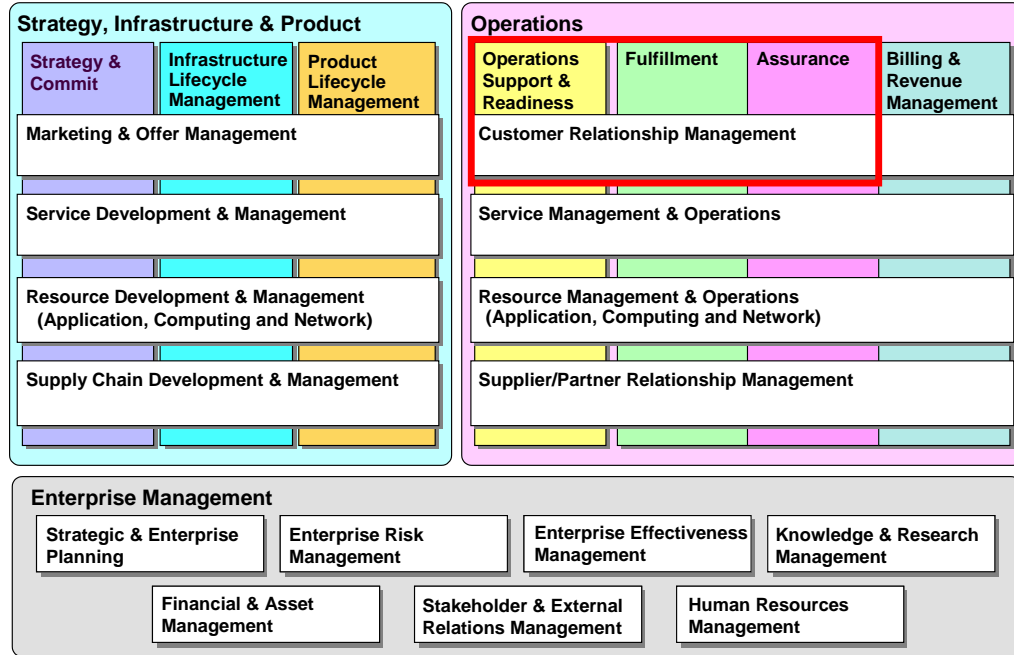 Strategy, Infrastructure & Product
Strategy &
Commit
Infrastructure
Lifecycle
Management
Product
Lifecycle
Management
Marketing & Offer Management
Service Development & Management
Resource Development & Management
(Application, Computing and Network)
Supply Chain Development & Management
Operations
Operations
Support &
Readiness
Fulfillment
Assurance
Billing &
Revenue
Management
Customer Relationship Management
Service Management & Operations
Resource Management & Operations
(Application, Computing and Network)
Supplier/Partner Relationship Management
Enterprise Management
Strategic & Enterprise
Planning
Enterprise Risk
Management
Enterprise Effectiveness
Management
Knowledge & Research
Management
Financial & Asset
Management
Stakeholder & External
Relations Management
Human Resources
Management